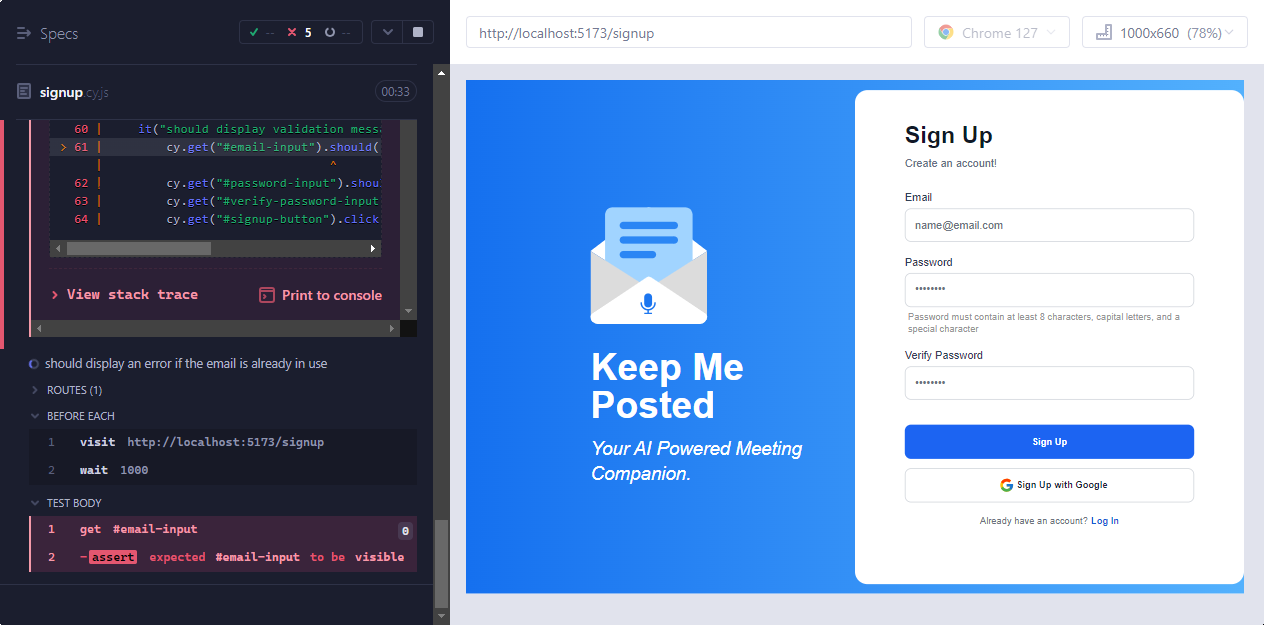 Specs
-- 5 --
signup.cy.js
00:33
60 | it("should display validation messa
> 61 | cy.get("#email-input").should(
| ^
62 | cy.get("#password-input").shou
63 | cy.get("#verify-password-input
64 | cy.get("#signup-button").click
> View stack trace
Print to console
should display an error if the email is already in use
ROUTES (1)
BEFORE EACH
1 visit http://localhost:5173/signup
2 wait 1000
TEST BODY
1 get #email-input 0
2 -assert expected #email-input to be visible
http://localhost:5173/signup
Chrome 127
1000x660 (78%)
Keep Me
Posted
Your AI Powered Meeting
Companion.
Sign Up
Create an account!
Email
name@email.com
Password
••••••••
Password must contain at least 8 characters, capital letters, and a
special character
Verify Password
••••••••
Sign Up
Sign Up with Google
Already have an account? Log In